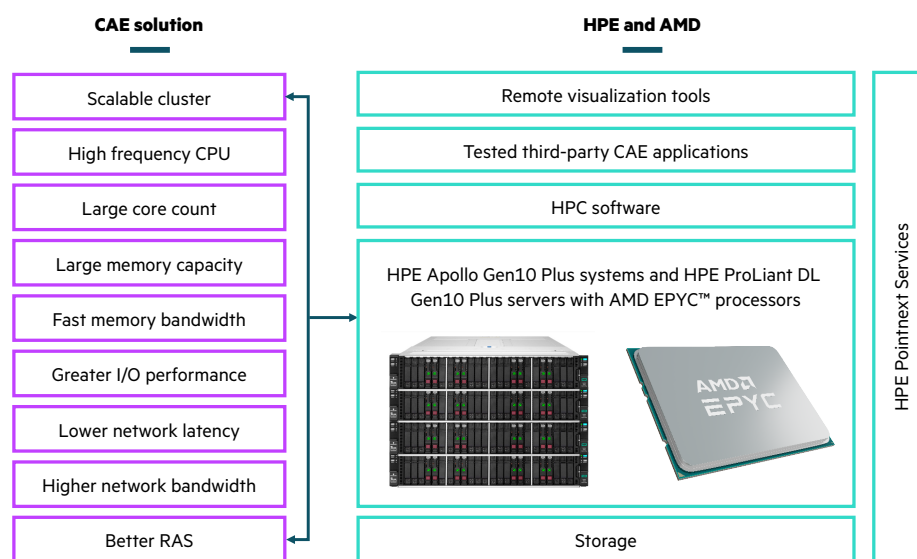 CAE solution
HPE and AMD
Scalable cluster
High frequency CPU
Large core count
Large memory capacity
Fast memory bandwidth
Greater I/O performance
Lower network latency
Higher network bandwidth
Better RAS
Remote visualization tools
Tested third-party CAE applications
HPC software
HPE Apollo Gen10 Plus systems and HPE ProLiant DL
Gen10 Plus servers with AMD EPYC™ processors
AMD
EPYC
Storage
HPE Pointnext Services